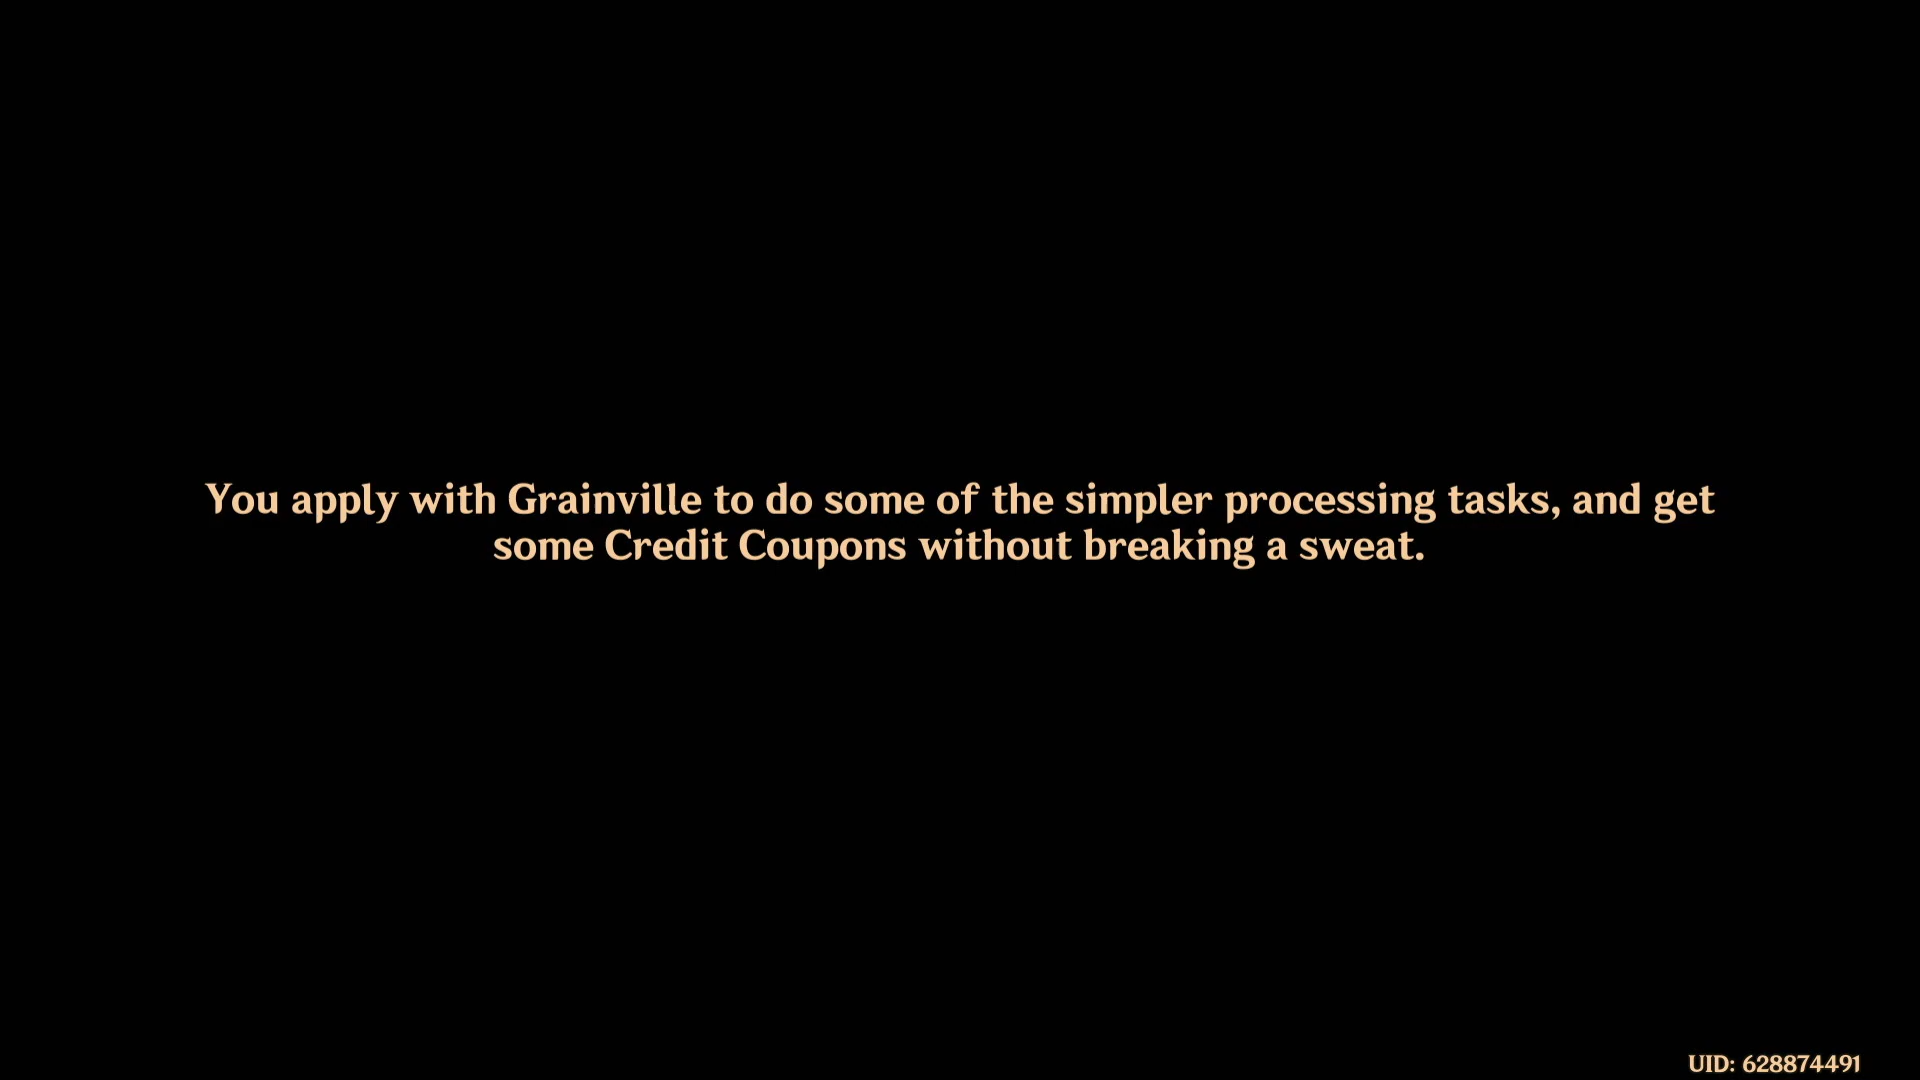 You apply with Grainville to do some of the simpler processing tasks, and get
some Credit Coupons without breaking a sweat.
UID: 628874491